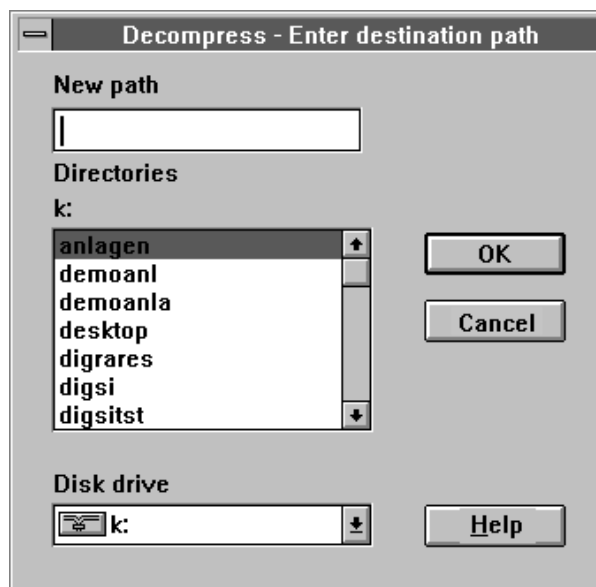 Decompress - Enter destination path
New path
Directories
k:
anlagen
demoanl
demoanla
desktop
digrares
digsi
digsitst
OK
Cancel
Disk drive
k:
Help